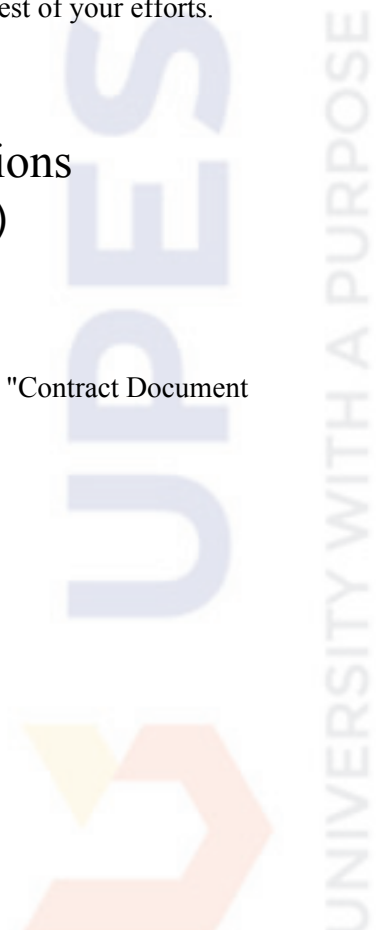 est of your efforts.
ions
)
"Contract Document
UPES
UNIVERSITY WITH A PURPOSE